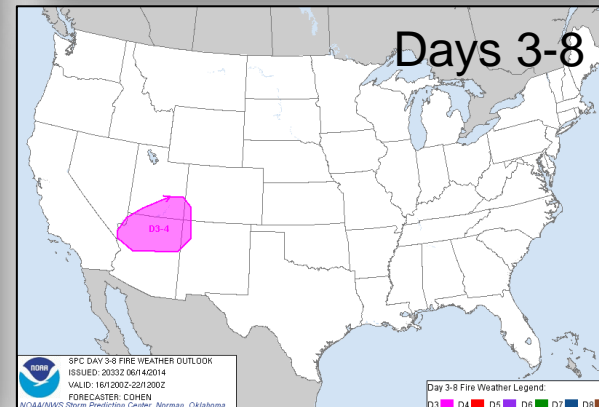 Days 3-8
D3-4
NOAA
SPC DAY 3-8 FIRE WEATHER OUTLOOK
ISSUED: 2033Z 06/14/2014
VALID: 16/1200Z-22/1200Z
FORECASTER: COHEN
NOAA/NWS Storm Prediction Center, Norman, Oklahoma
Day 3-8 Fire Weather Legend:
D3 D4 D5 D6 D7 D8